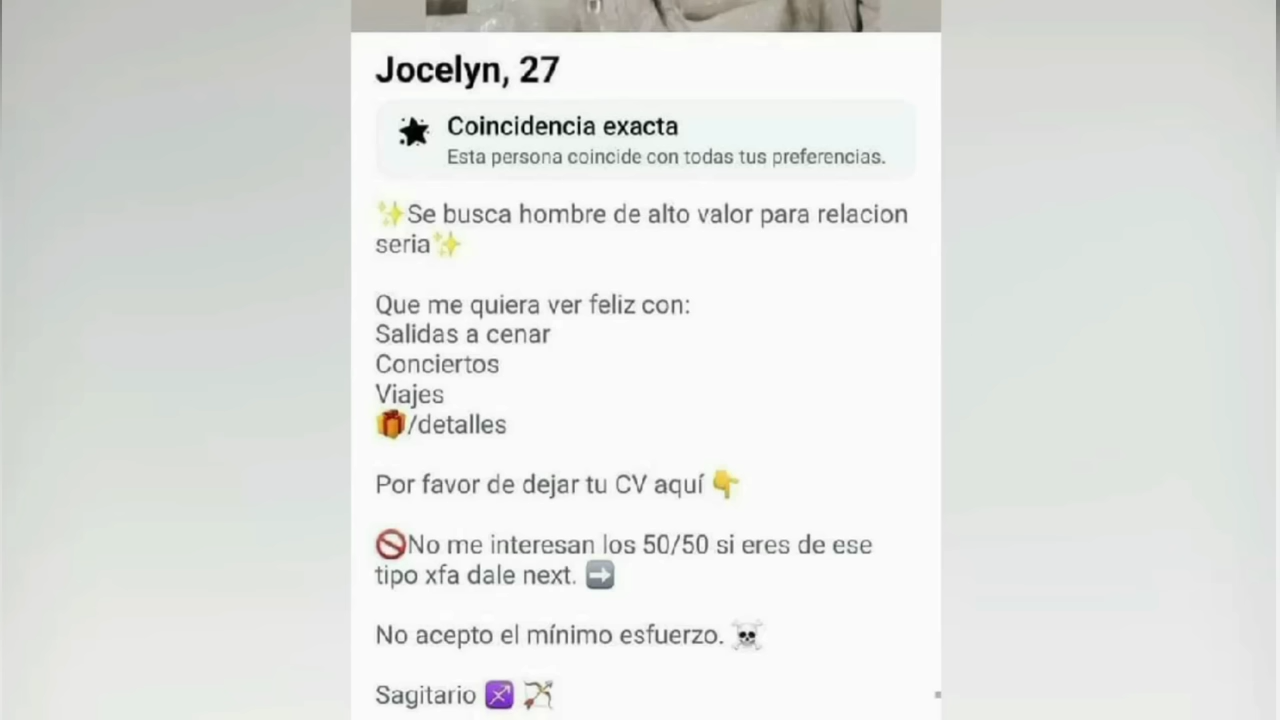 Jocelyn, 27
Coincidencia exacta
Esta persona coincide con todas tus preferencias.
✨Se busca hombre de alto valor para relacion
seria✨
Que me quiera ver feliz con:
Salidas a cenar
Conciertos
Viajes
🎁/detalles
Por favor de dejar tu CV aquí 👇
🚫No me interesan los 50/50 si eres de ese
tipo xfa dale next. ➡️
No acepto el mínimo esfuerzo. ☠️
Sagitario ♐ 🏹